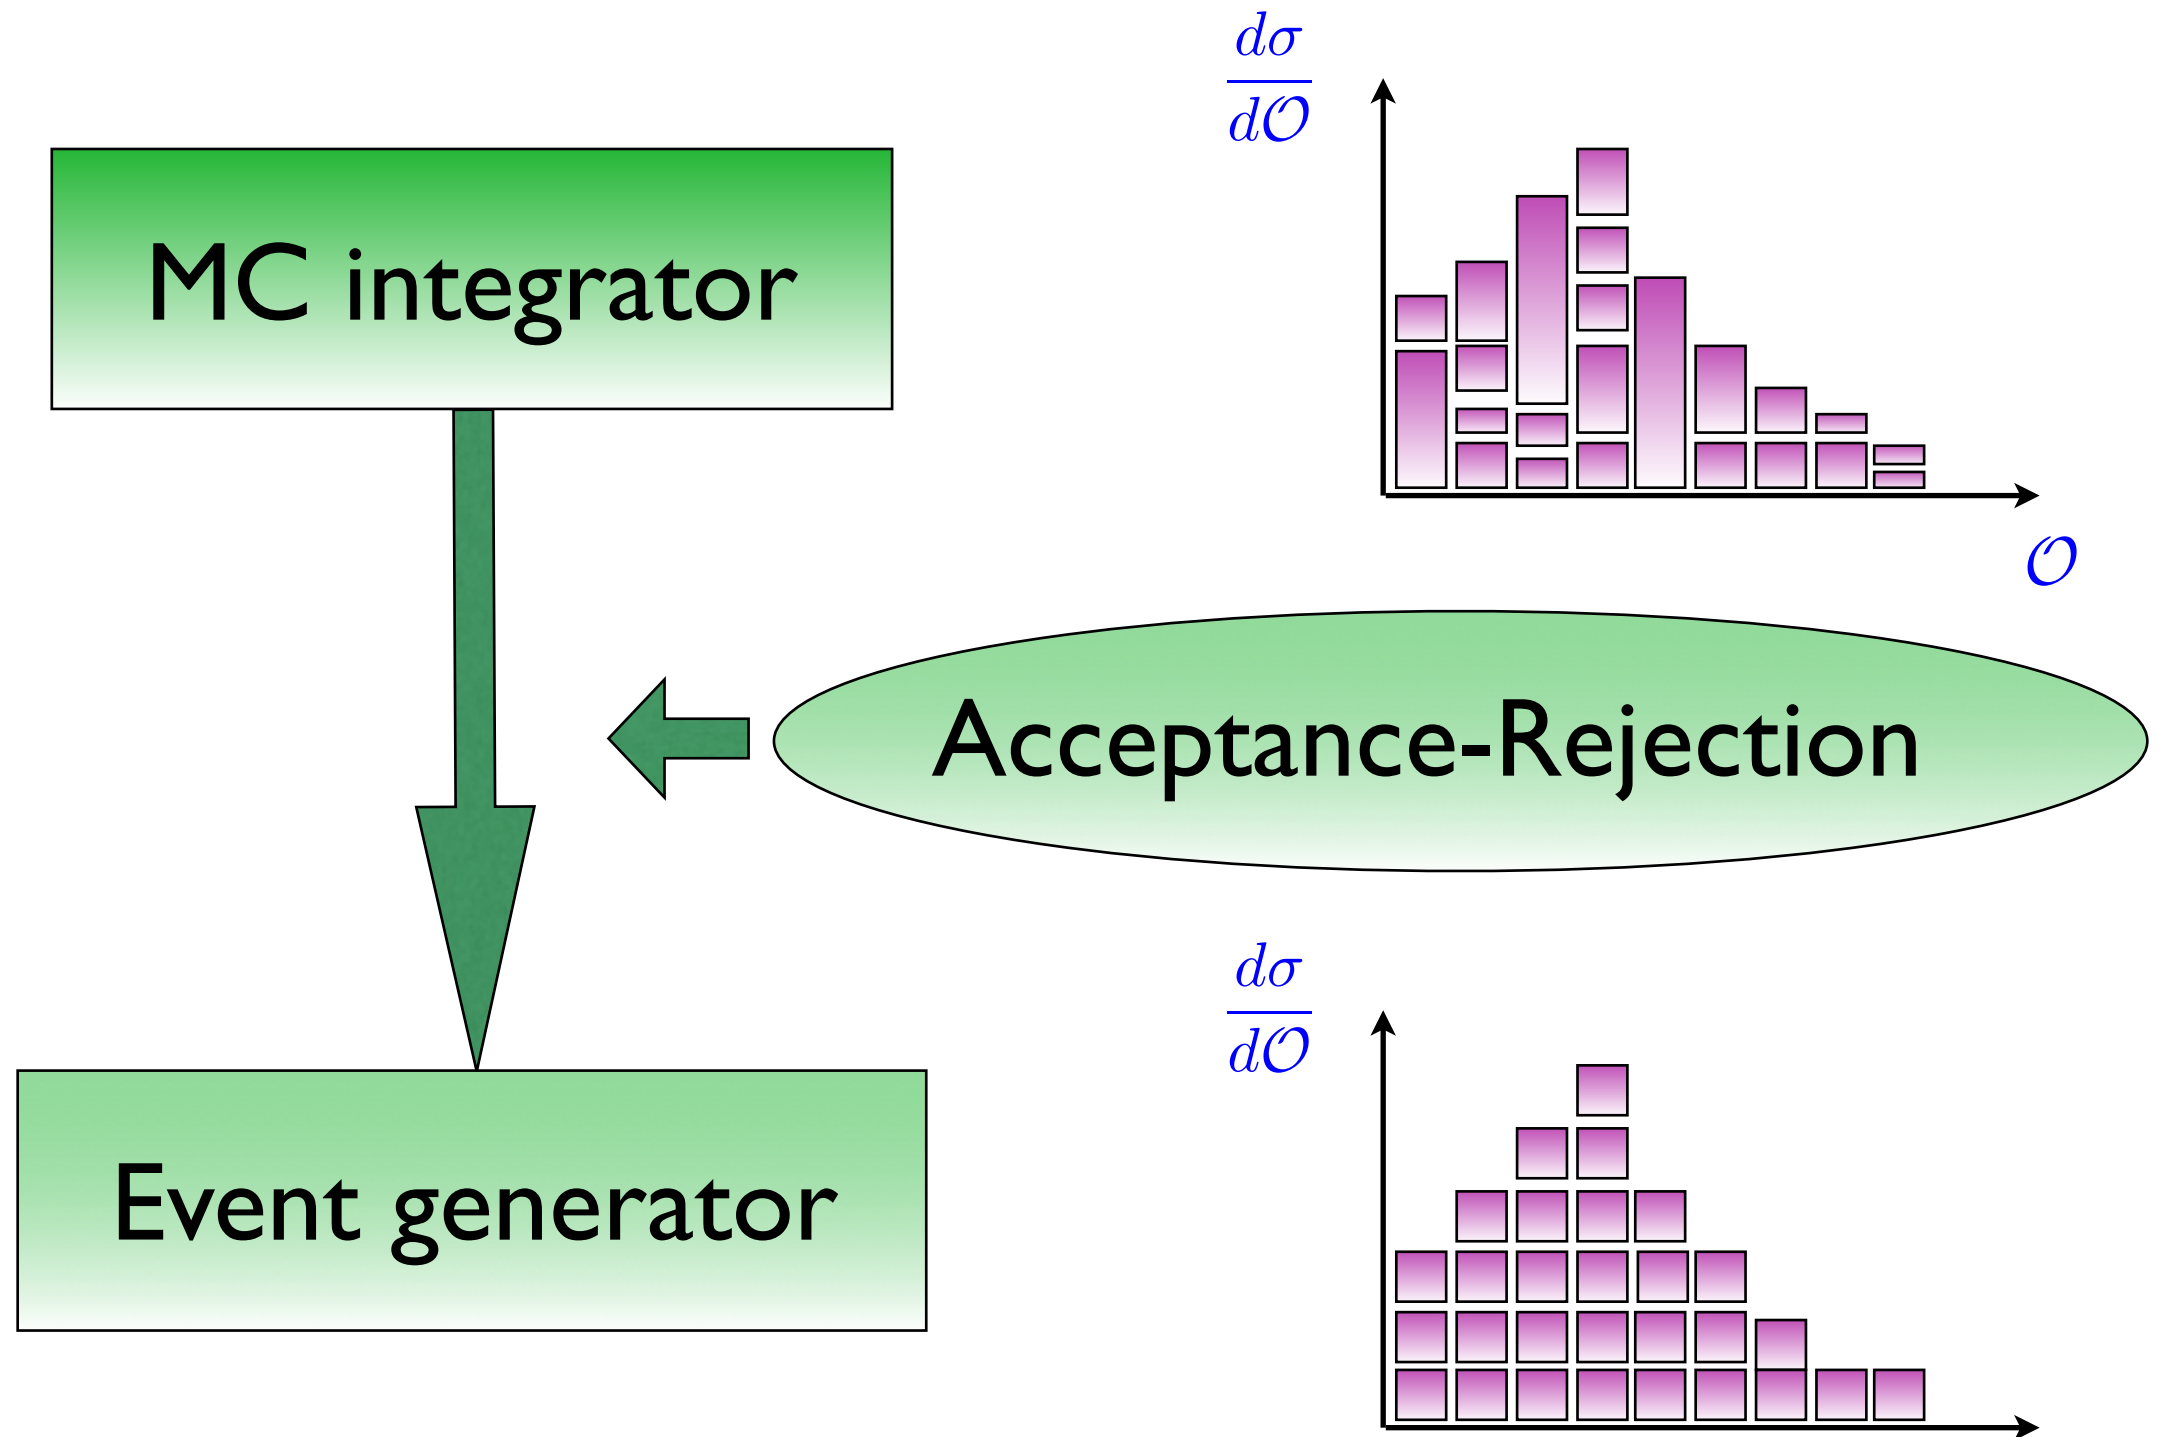 dσ
d𝒪
MC integrator
𝒪
Acceptance-Rejection
dσ
d𝒪
Event generator